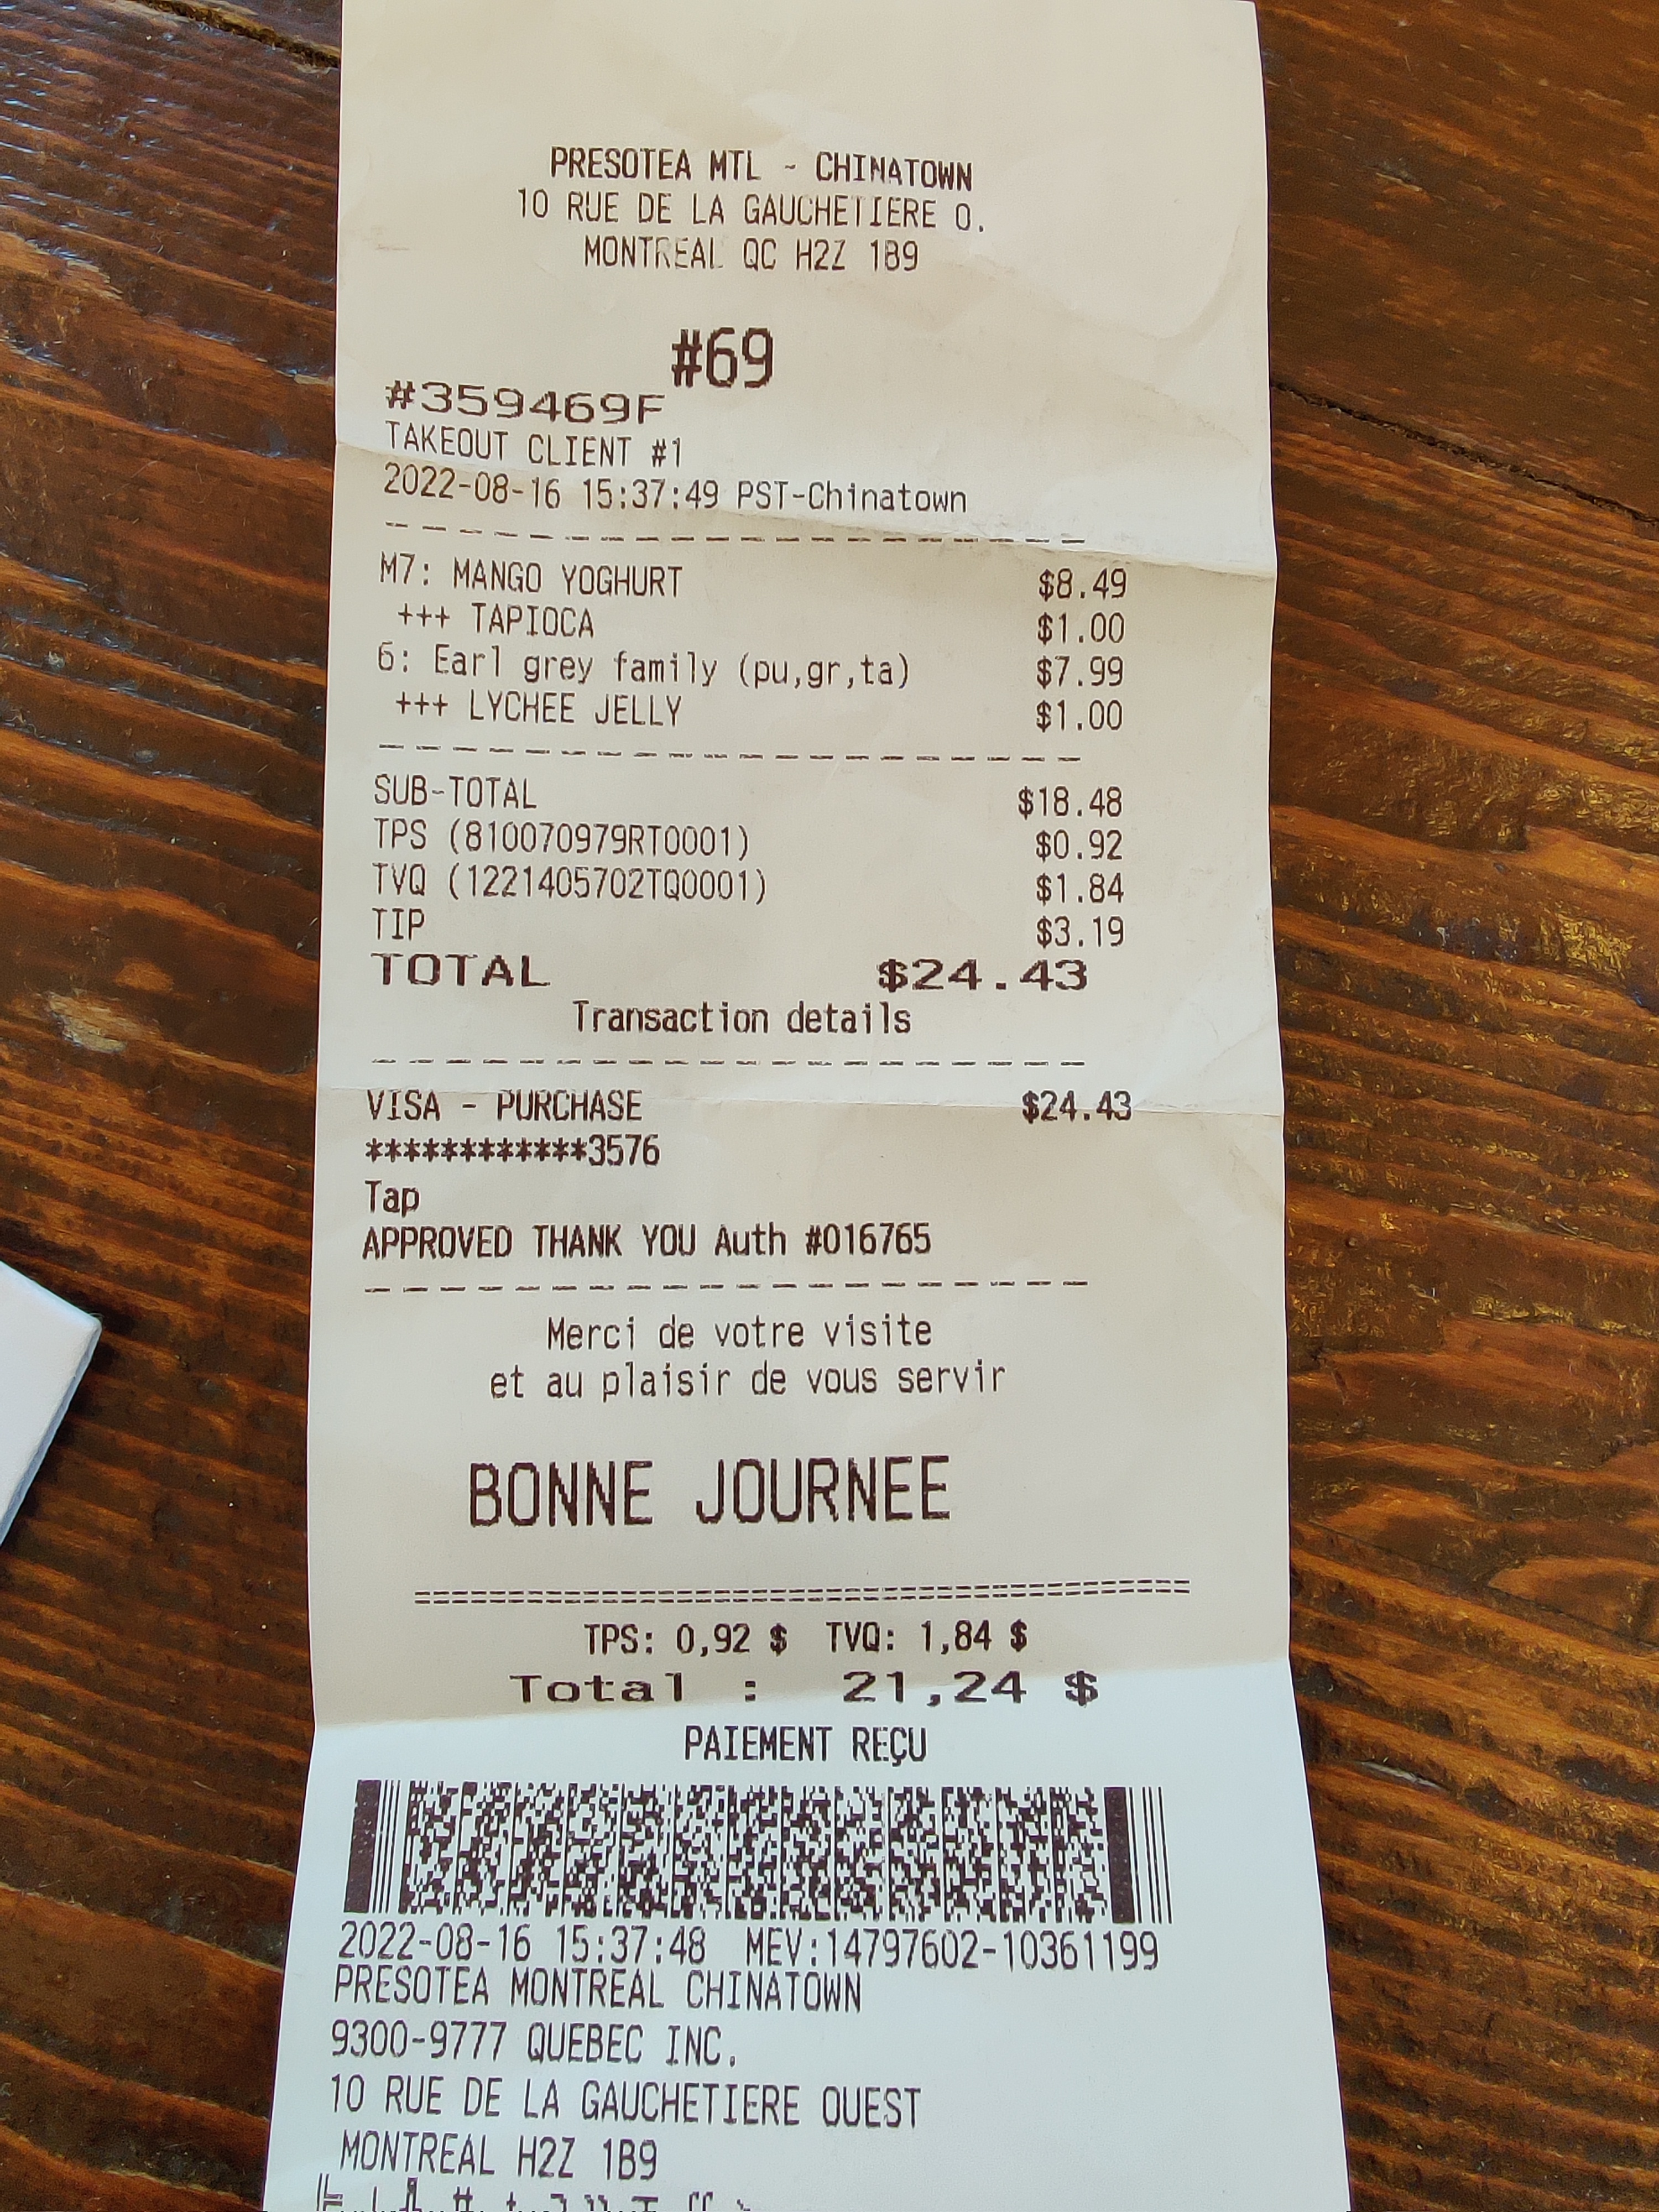 PRESOTEA MTL - CHINATOWN
10 RUE DE LA GAUCHETIERE O.
MONTREAL QC H2Z 1B9
#69
#359469F
TAKEOUT CLIENT #1
2022-08-16 15:37:49 PST-Chinatown
M7: MANGO YOGHURT $8.49
+++ TAPIOCA $1.00
6: Earl grey family (pu,gr,ta) $7.99
+++ LYCHEE JELLY $1.00
SUB-TOTAL $18.48
TPS (810070979RT0001) $0.92
TVQ (1221405702TQ0001) $1.84
TIP $3.19
TOTAL $24.43
Transaction details
VISA - PURCHASE $24.43
************3576
Tap
APPROVED THANK YOU Auth #016765
Merci de votre visite
et au plaisir de vous servir
BONNE JOURNEE
TPS: 0,92 $ TVQ: 1,84 $
Total : 21,24 $
PAIEMENT REÇU
2022-08-16 15:37:48 MEV:14797602-10361199
PRESOTEA MONTREAL CHINATOWN
9300-9777 QUEBEC INC.
10 RUE DE LA GAUCHETIERE OUEST
MONTREAL H2Z 1B9